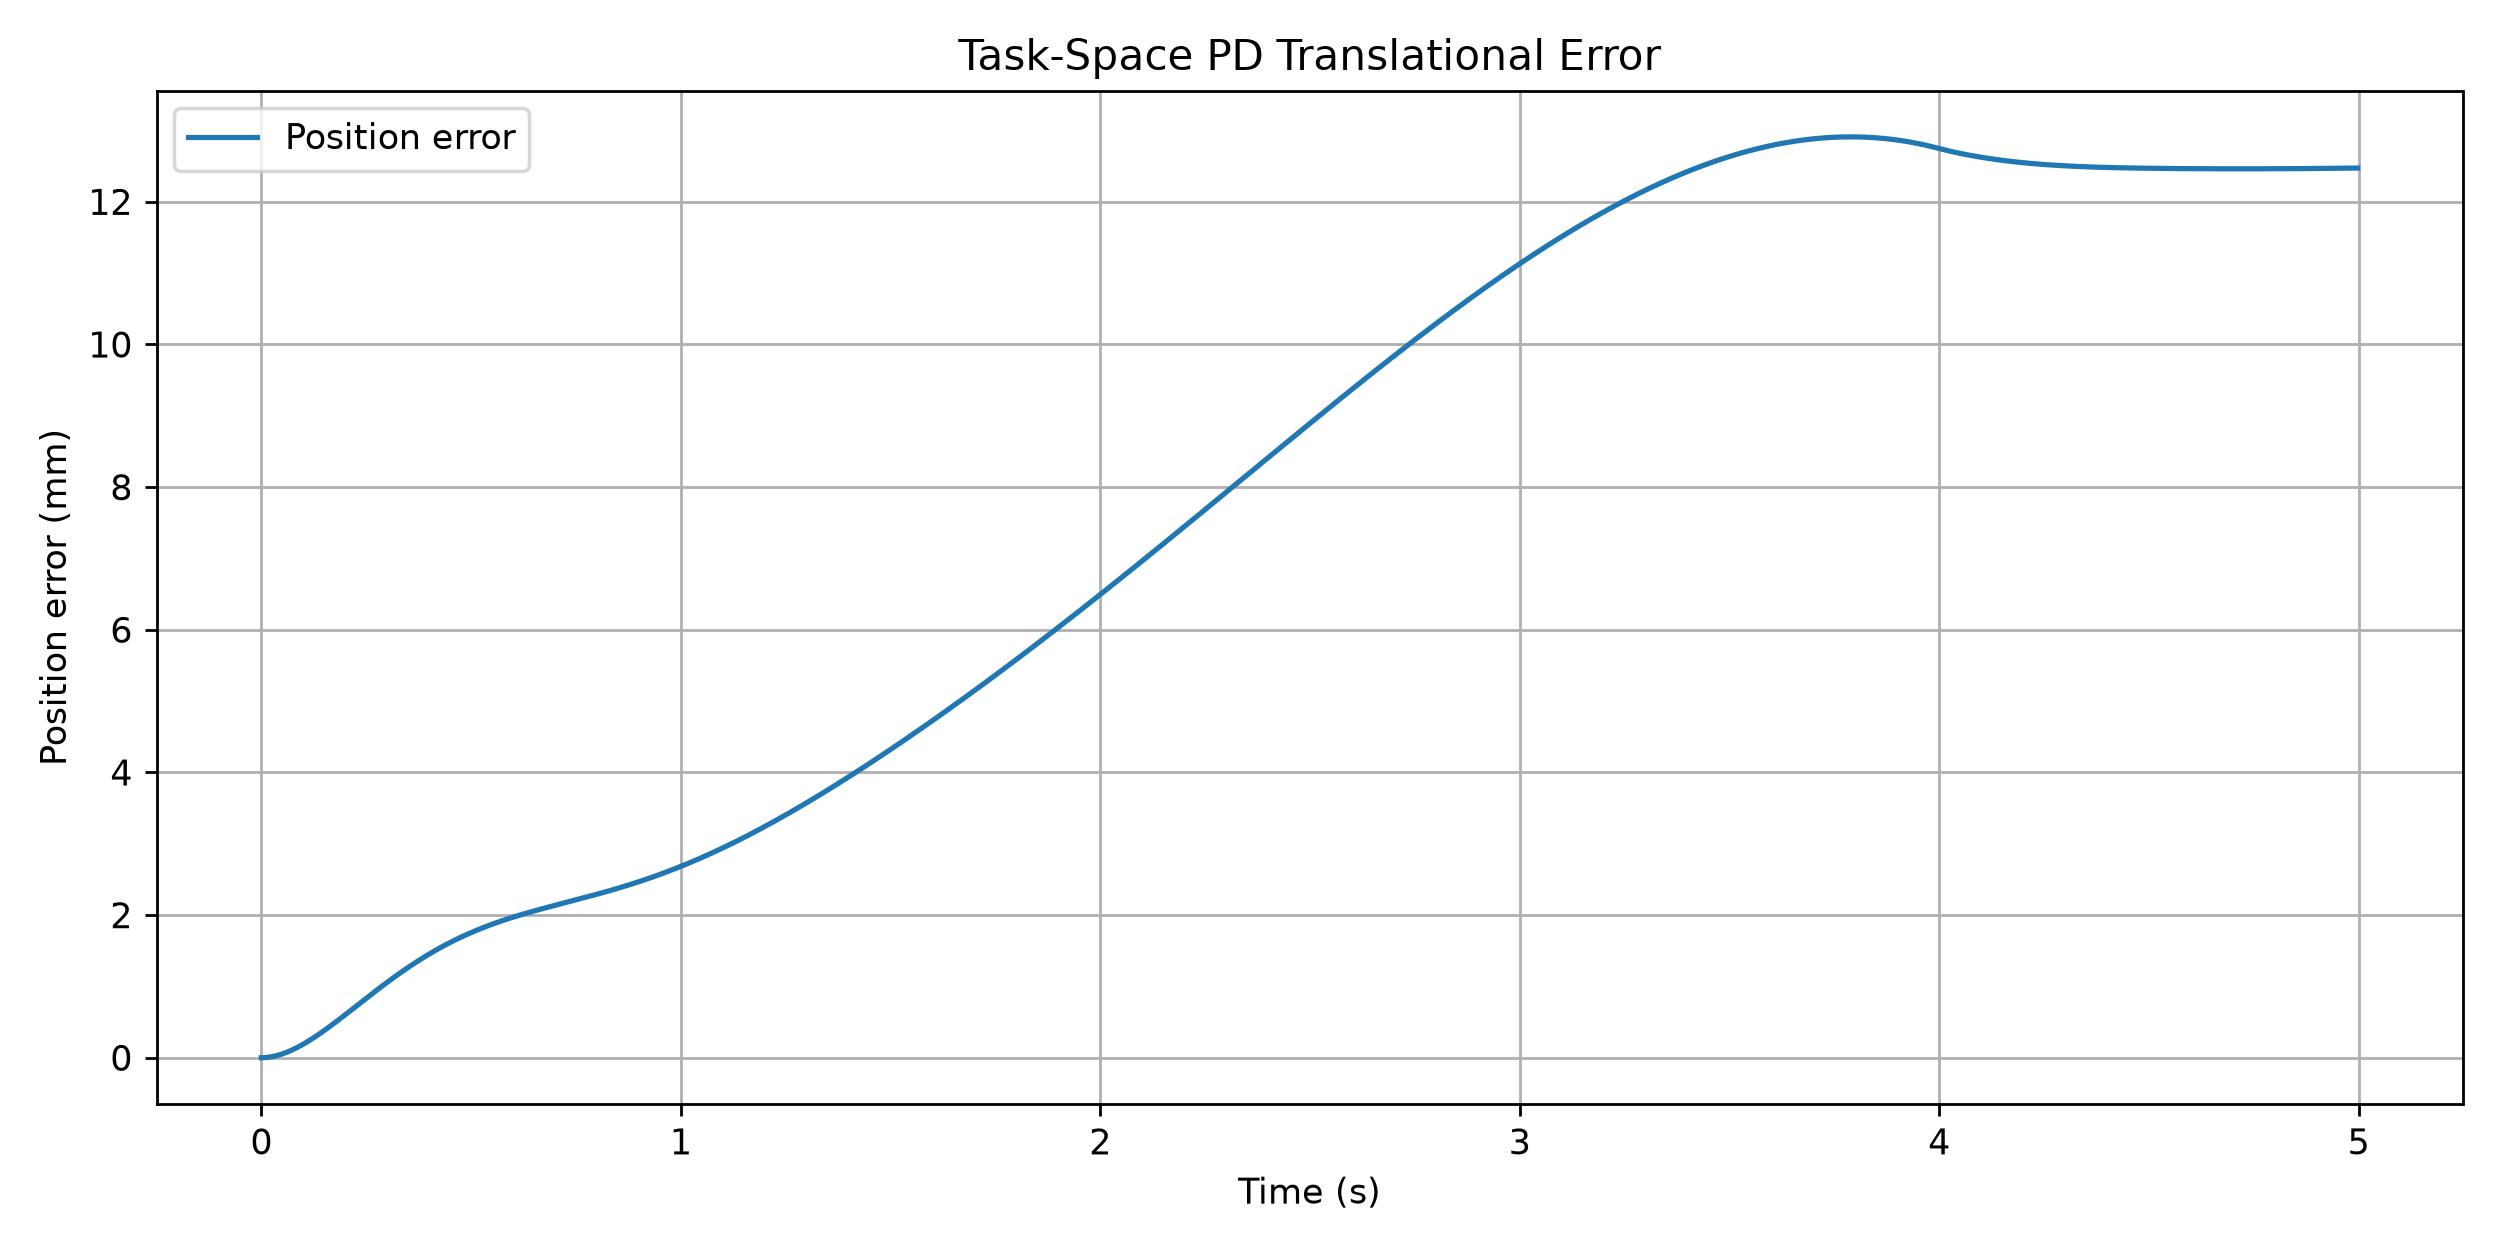 Task-Space PD Translational Error
Position error
Position error (mm)
12
10
8
6
4
2
0
0 1 2 3 4 5
Time (s)